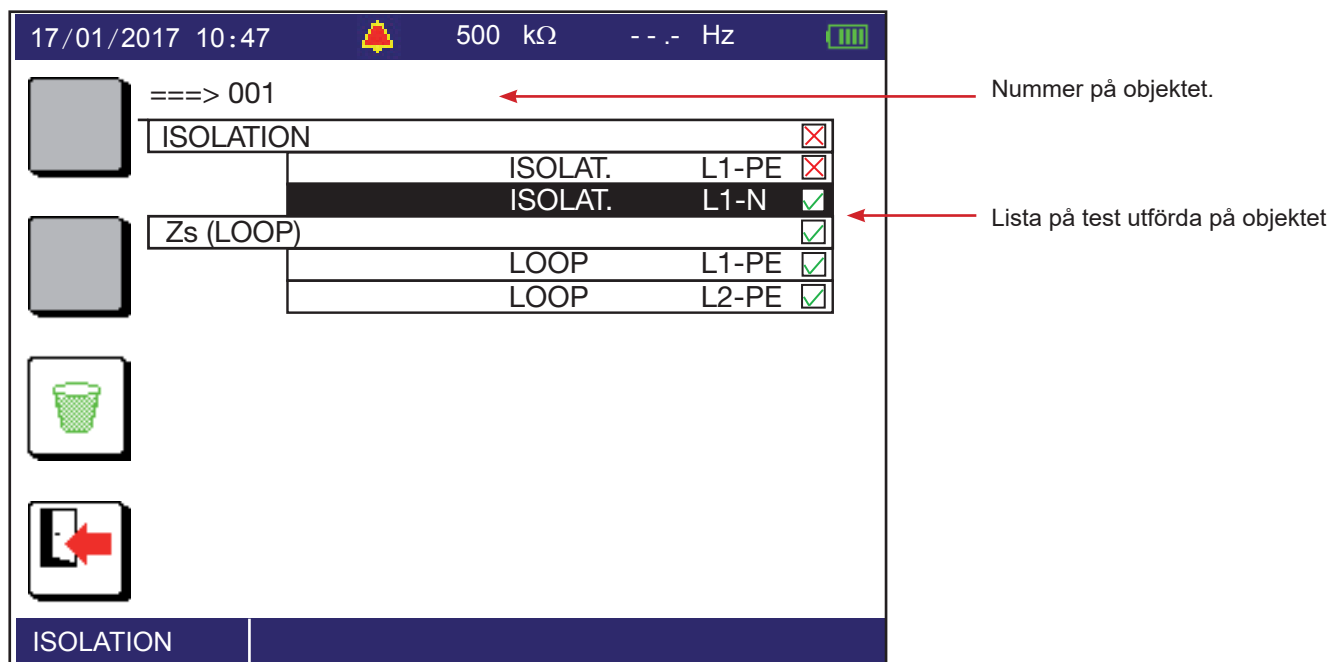 17/01/2017 10:47 500 kΩ - - .- Hz
===> 001
Nummer på objektet.
ISOLATION
ISOLAT. L1-PE
ISOLAT. L1-N
Lista på test utförda på objektet
Zs (LOOP)
LOOP L1-PE
LOOP L2-PE
ISOLATION